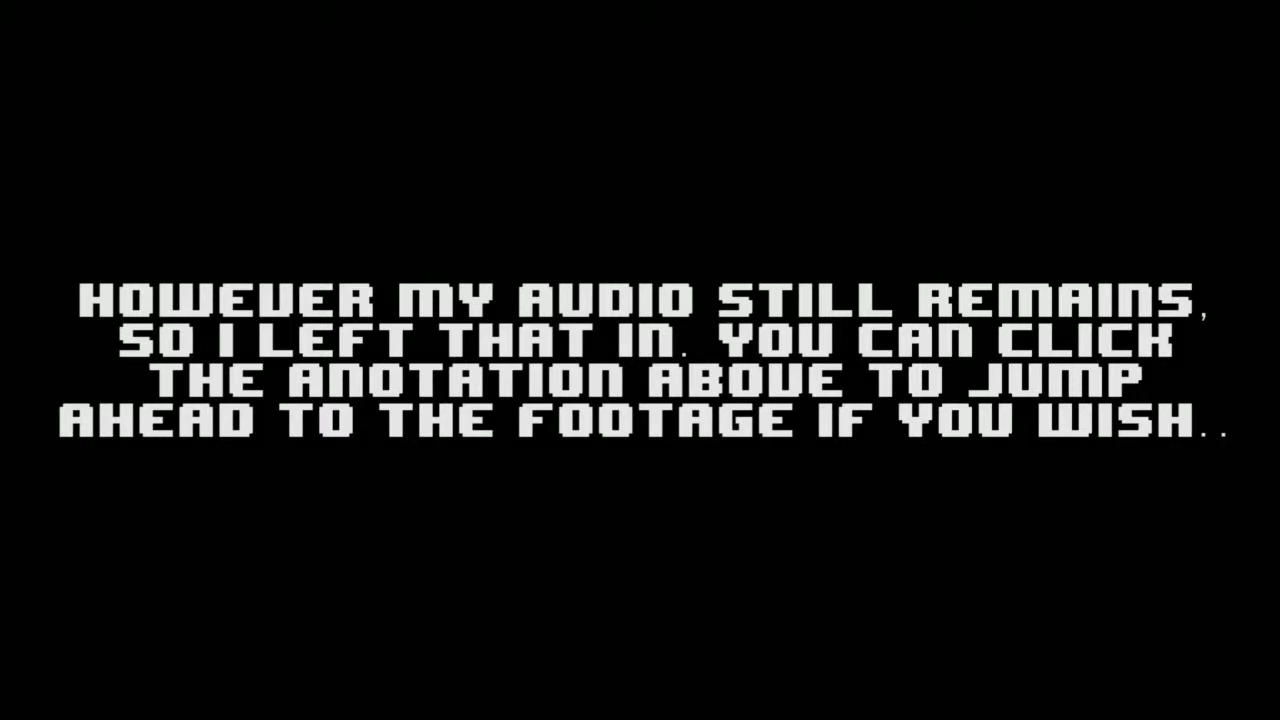 HOWEVER MY AUDIO STILL REMAINS,
SO I LEFT THAT IN. YOU CAN CLICK
THE ANOTATION ABOVE TO JUMP
AHEAD TO THE FOOTAGE IF YOU WISH..